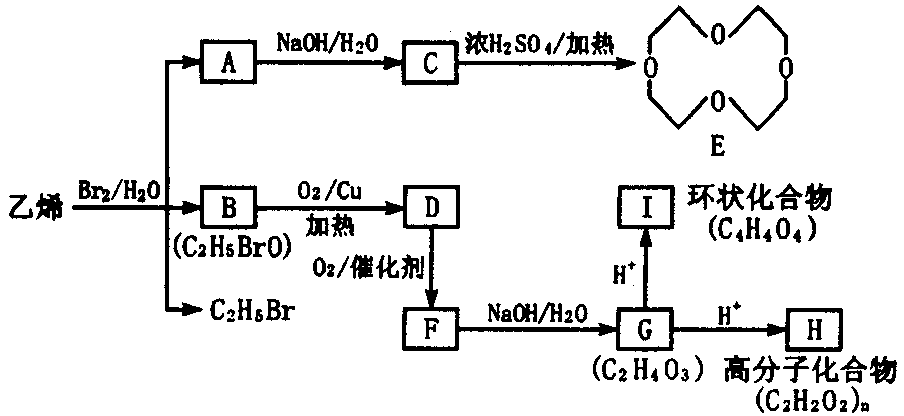 NaOH/H₂O
浓H₂SO₄/加热
A
C
O
O
O
O
E
Br₂/H₂O
O₂/Cu
乙烯
B
D
I
环状化合物
加热
(C₂H₅BrO)
(C₄H₄O₄)
O₂/催化剂
H⁺
C₂H₅Br
NaOH/H₂O
H⁺
F
G
H
(C₂H₄O₃)
高分子化合物
(C₂H₂O₂)ₙ